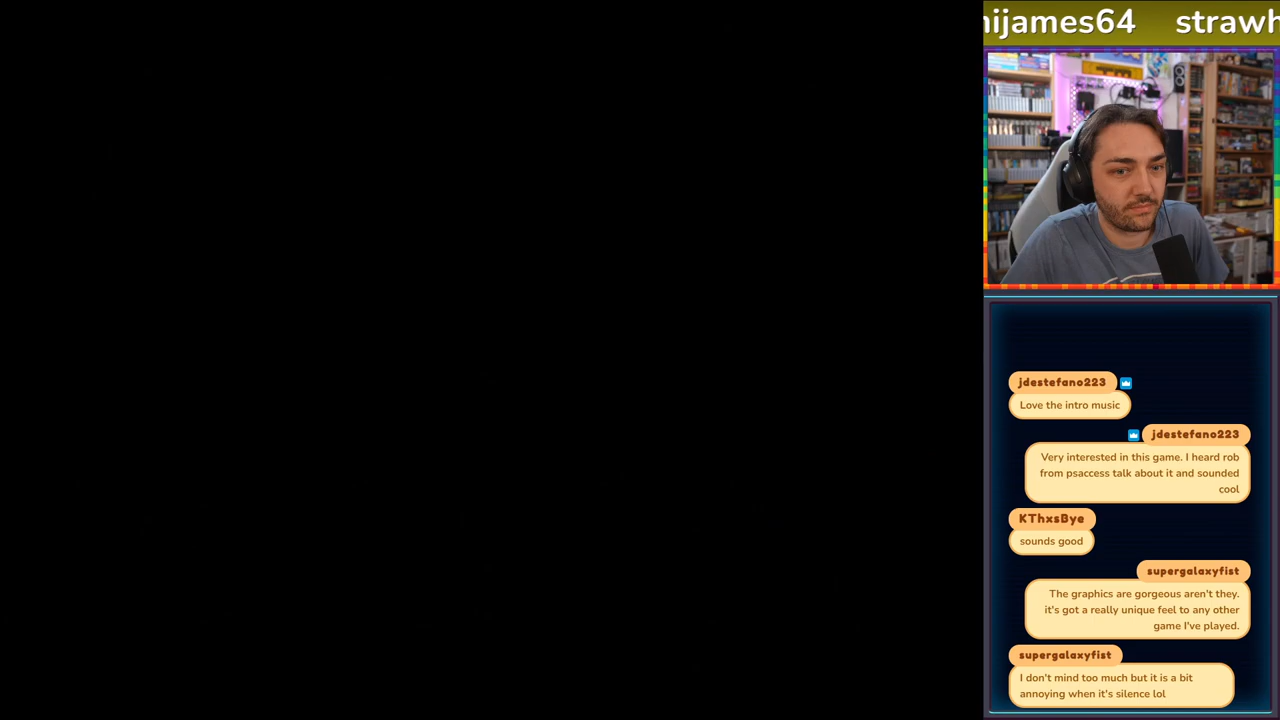 nijames64 strawh
jdestefano223
Love the intro music
jdestefano223
Very interested in this game. I heard rob
from psaccess talk about it and sounded
cool
KThxsBye
sounds good
supergalaxyfist
The graphics are gorgeous aren't they.
it's got a really unique feel to any other
game I've played.
supergalaxyfist
I don't mind too much but it is a bit
annoying when it's silence lol